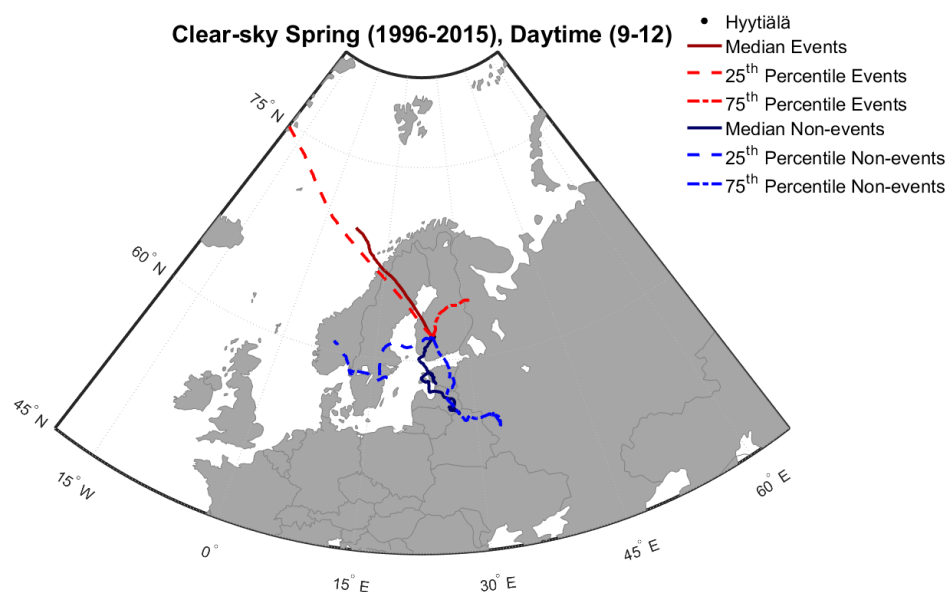 Clear-sky Spring (1996-2015), Daytime (9-12)
Hyytiälä
Median Events
25th Percentile Events
75th Percentile Events
Median Non-events
25th Percentile Non-events
75th Percentile Non-events
75° N
60° N
45° N
15° W
0°
15° E
30° E
45° E
60° E